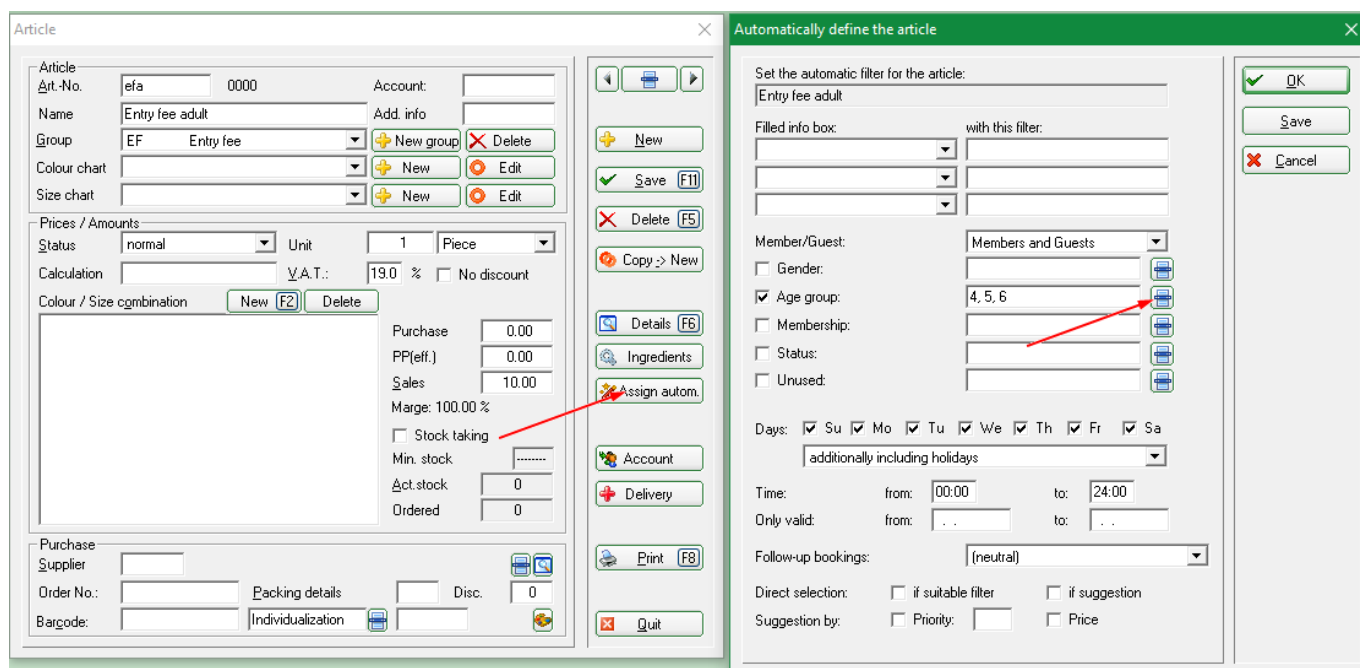 Article
Article
Art.-No. efa 0000 Account:
Name Entry fee adult Add. info
Group EF Entry fee New group Delete
Colour chart New Edit
Size chart New Edit
Prices / Amounts
Status normal Unit 1 Piece
Calculation V.A.T.: 19.0 % No discount
Colour / Size combination New F2 Delete
Purchase 0.00
PP(eff.) 0.00
Sales 10.00
Marge: 100.00 %
Stock taking
Min. stock --------
Act.stock 0
Ordered 0
Purchase
Supplier
Order No.: Packing details Disc. 0
Barcode: Individualization
New
Save F11
Delete F5
Copy -> New
Details F6
Ingredients
Assign autom.
Account
Delivery
Print F8
Quit
Automatically define the article
Set the automatic filter for the article:
Entry fee adult
Filled info box: with this filter:
Member/Guest: Members and Guests
Gender:
Age group: 4, 5, 6
Membership:
Status:
Unused:
Days: Su Mo Tu We Th Fr Sa
additionally including holidays
Time: from: 00:00 to: 24:00
Only valid: from: . . to: . .
Follow-up bookings: (neutral)
Direct selection: if suitable filter if suggestion
Suggestion by: Priority: Price
OK
Save
Cancel